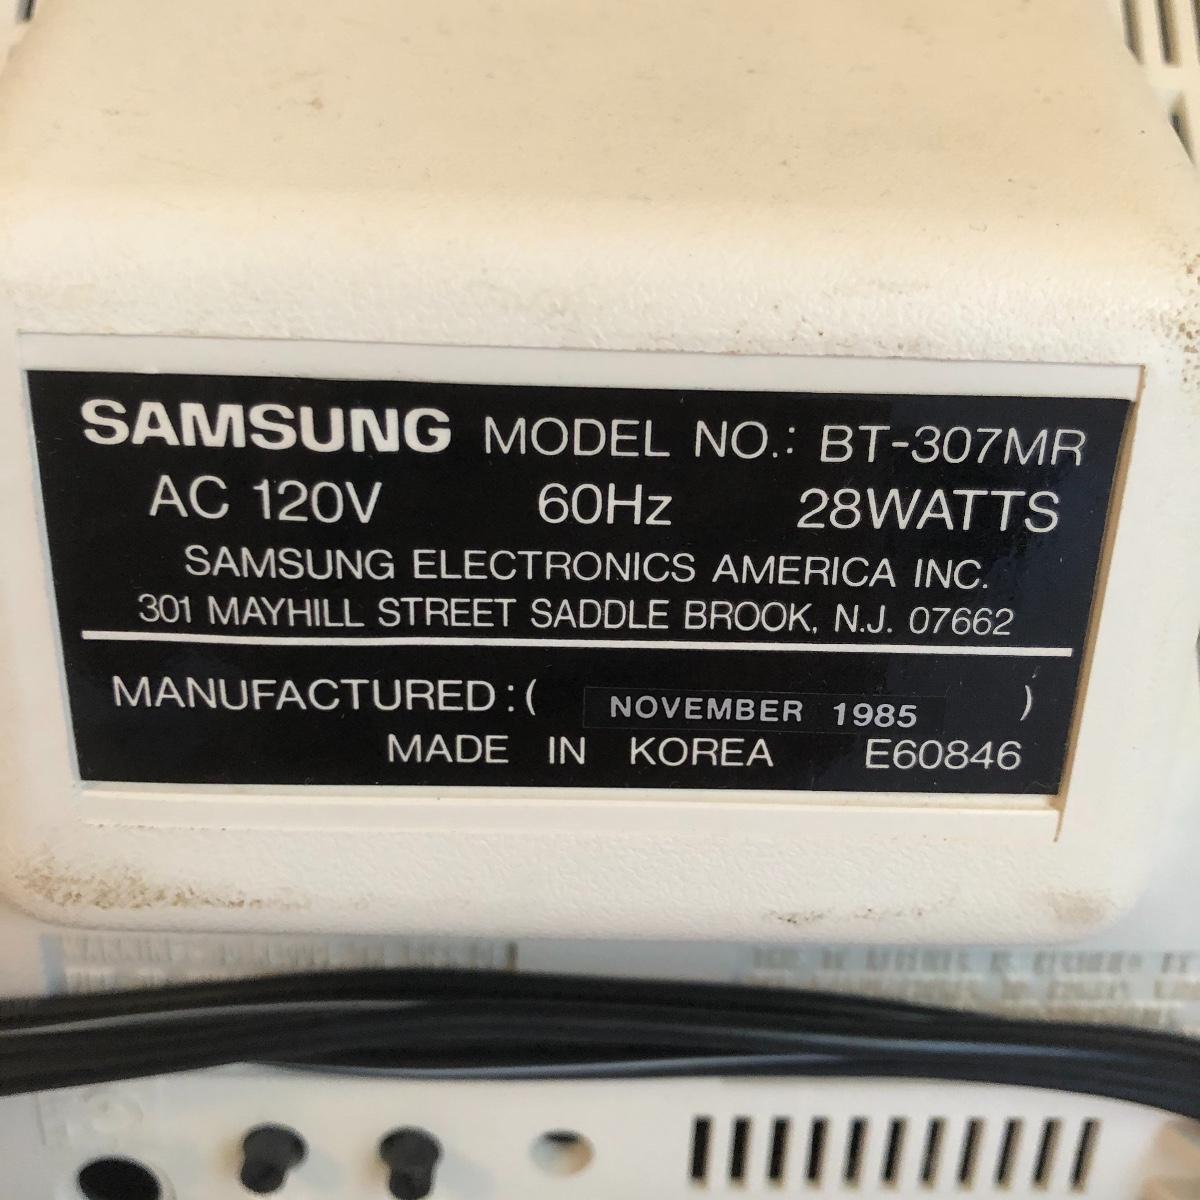 SAMSUNG MODEL NO.: BT-307MR
AC 120V 60Hz 28WATTS
SAMSUNG ELECTRONICS AMERICA INC.
301 MAYHILL STREET SADDLE BROOK, N.J. 07662
MANUFACTURED : ( NOVEMBER 1985 )
MADE IN KOREA E60846